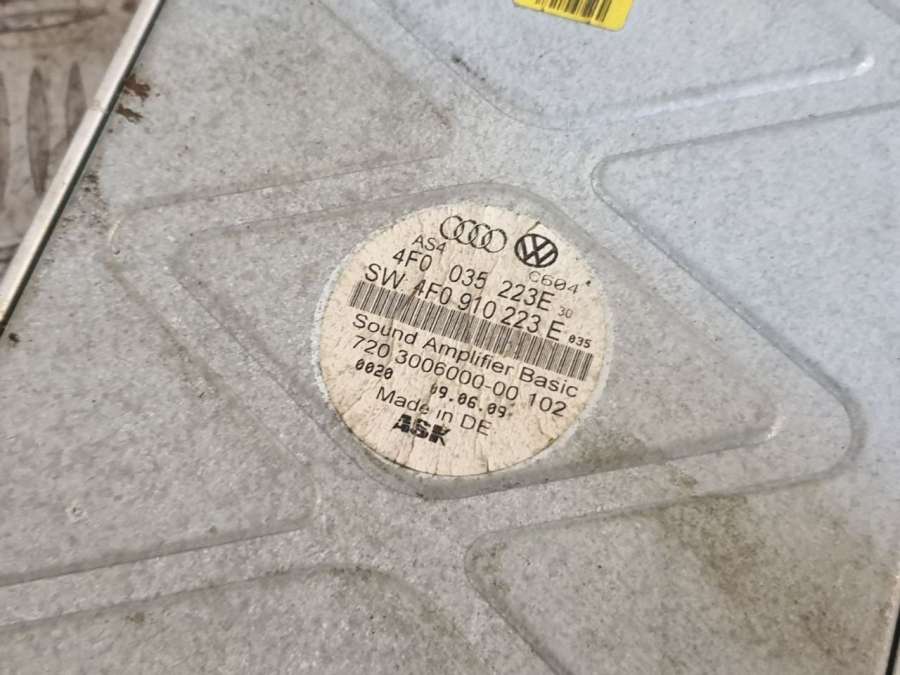 AS4 C604*
4F0 035 223E 30
SW 4F0 910 223 E 035
Sound Amplifier Basic
720 3006000-00 102
0020 09.06.09
Made in DE
ASK